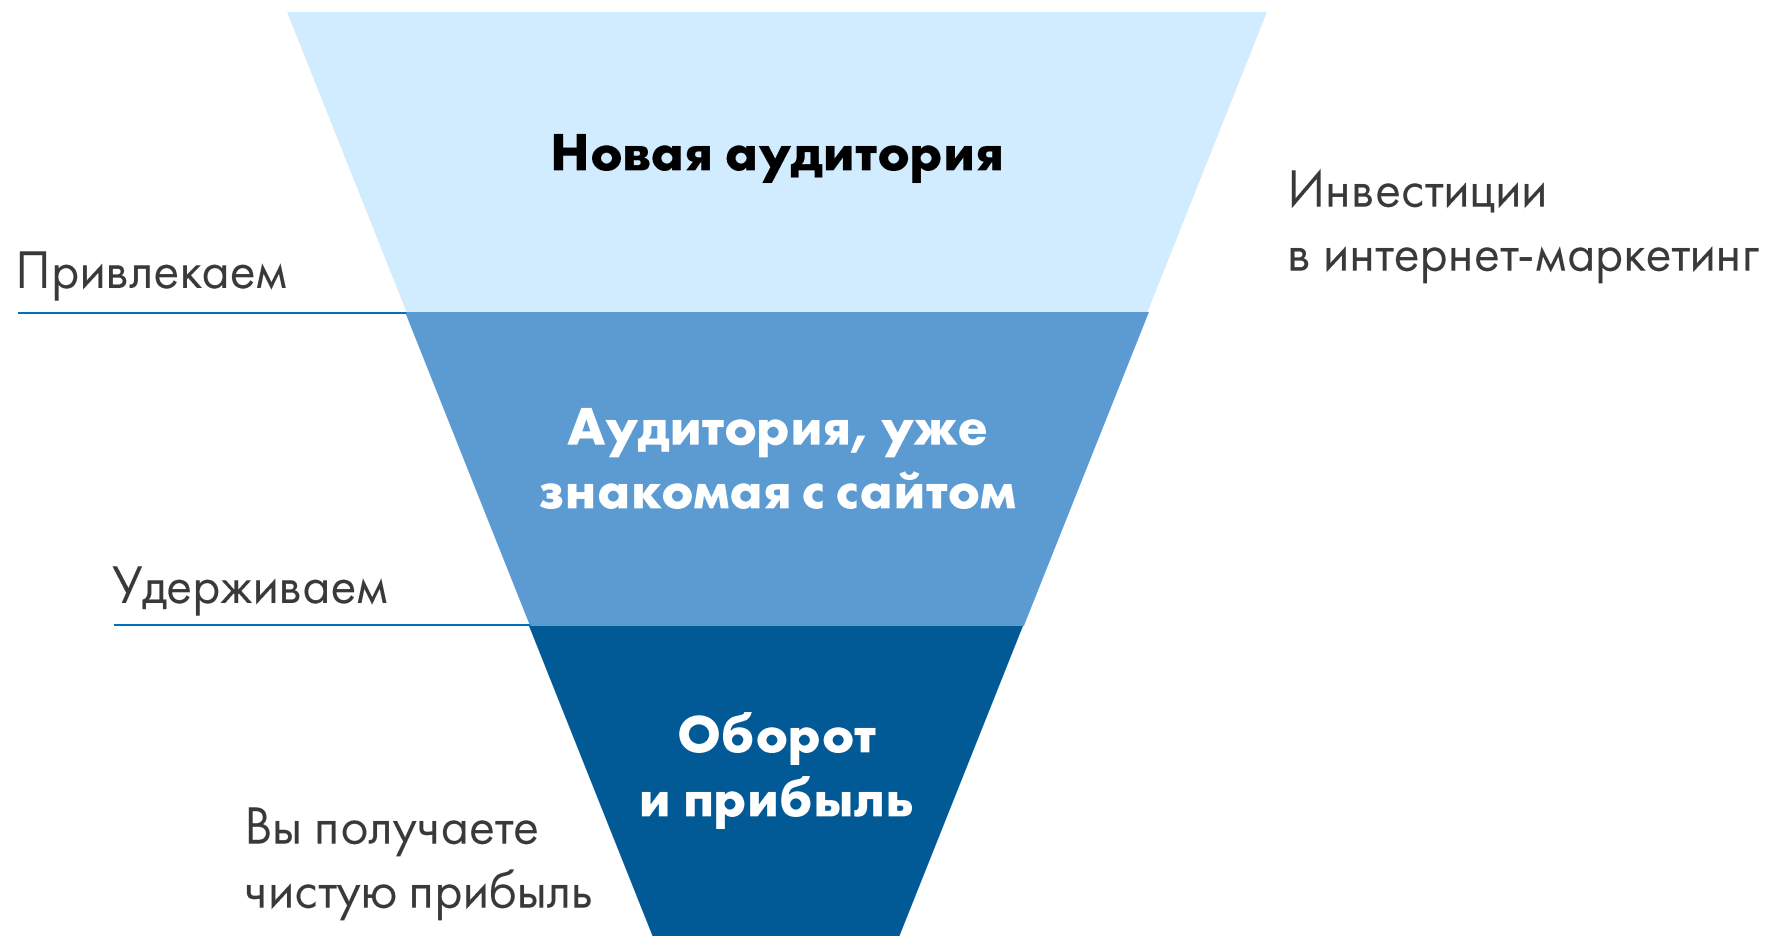 Новая аудитория
Инвестиции
в интернет-маркетинг
Привлекаем
Аудитория, уже
знакомая с сайтом
Удерживаем
Оборот
и прибыль
Вы получаете
чистую прибыль